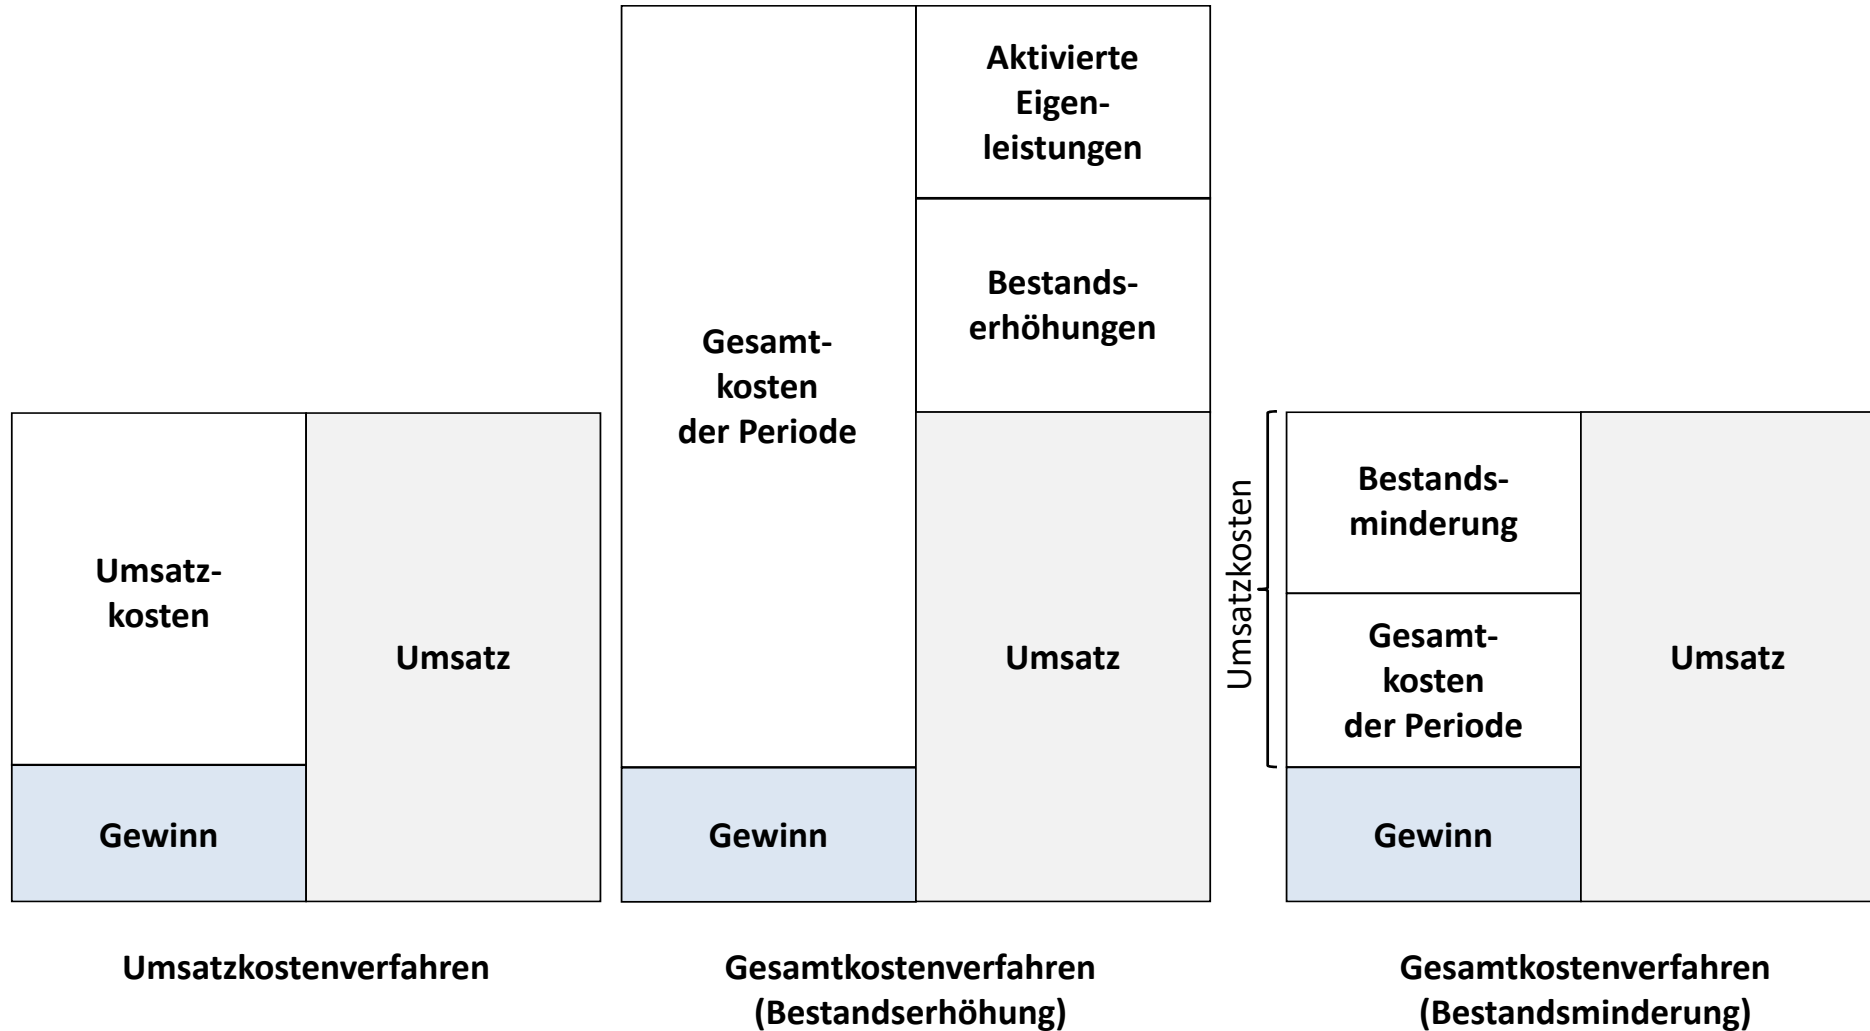 Umsatz-
kosten
Gewinn
Umsatz
Umsatzkostenverfahren
Gesamt-
kosten
der Periode
Gewinn
Aktivierte
Eigen-
leistungen
Bestands-
erhöhungen
Umsatz
Gesamtkostenverfahren
(Bestandserhöhung)
Umsatzkosten
Bestands-
minderung
Gesamt-
kosten
der Periode
Gewinn
Umsatz
Gesamtkostenverfahren
(Bestandsminderung)